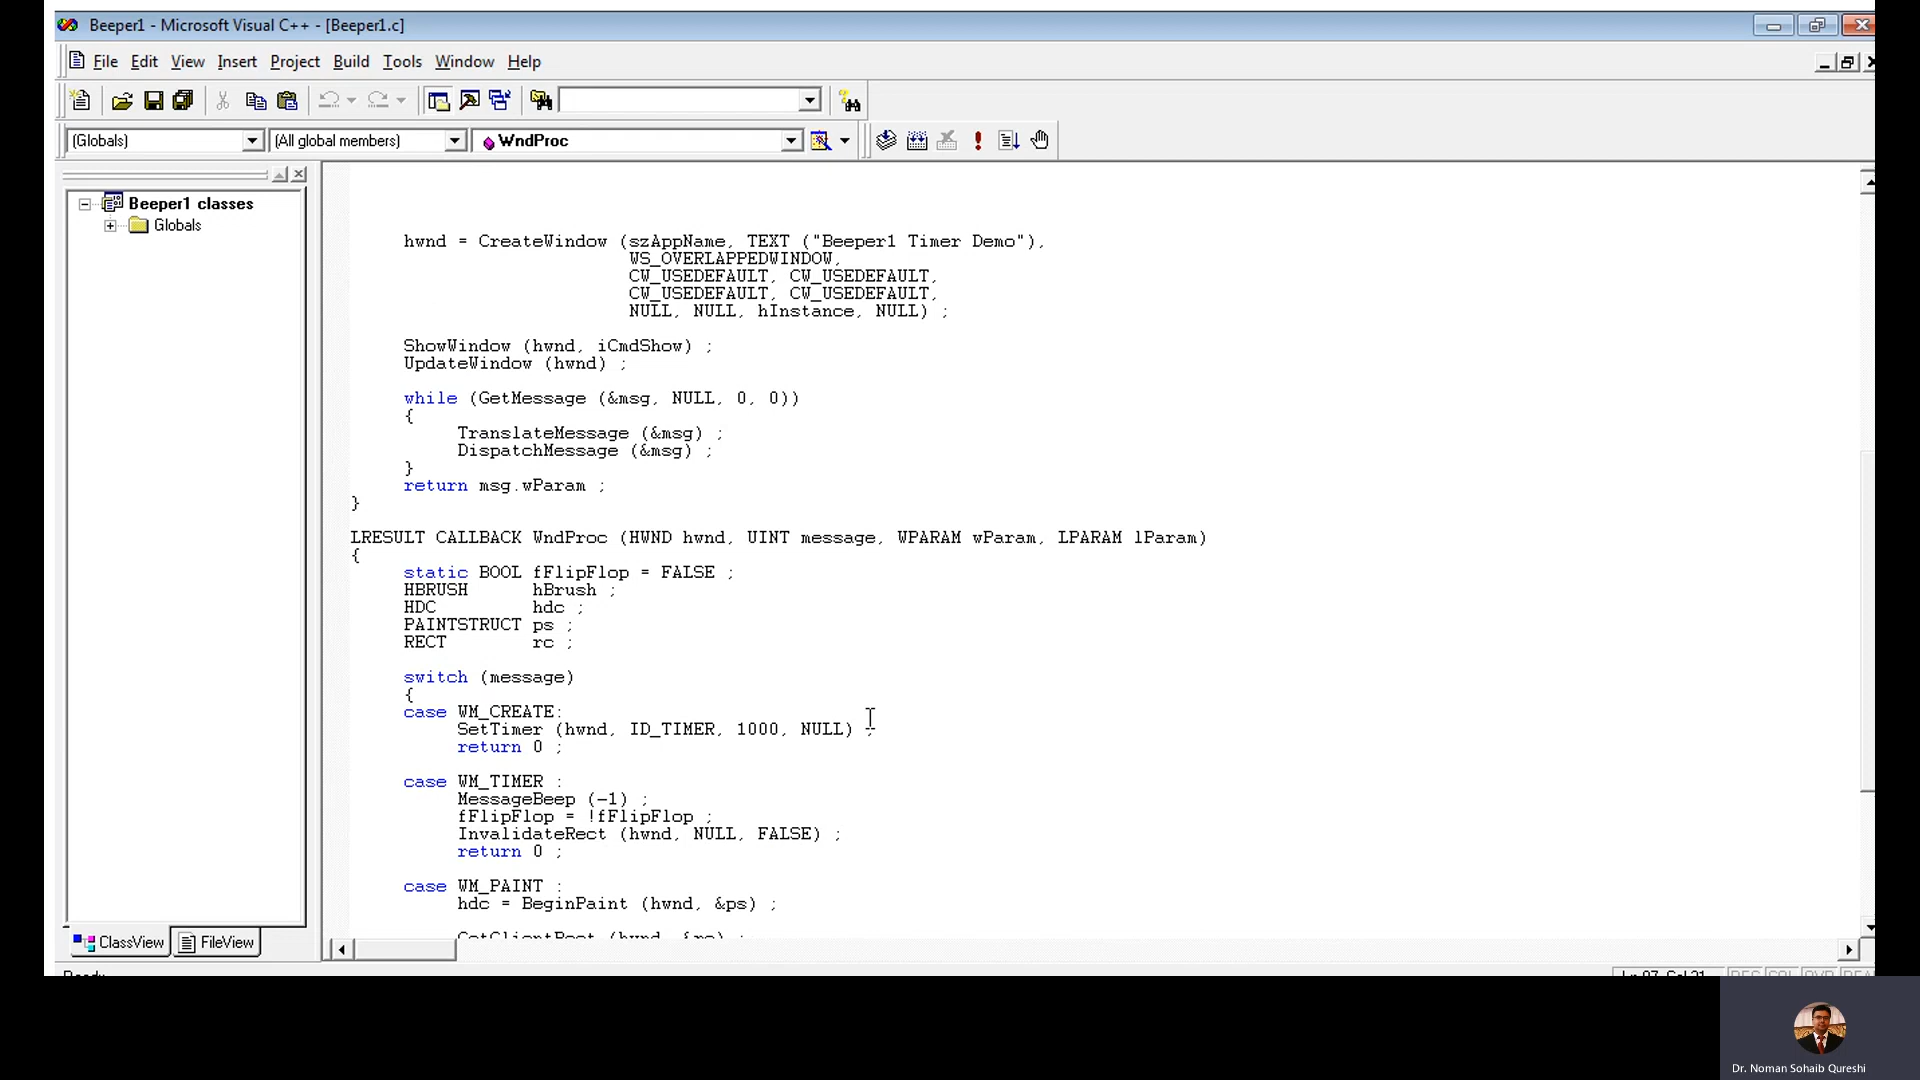 Beeper1 - Microsoft Visual C++ - [Beeper1.c]
File Edit View Insert Project Build Tools Window Help
(Globals) (All global members) WndProc
Beeper1 classes
Globals
hwnd = CreateWindow (szAppName, TEXT ("Beeper1 Timer Demo"),
WS_OVERLAPPEDWINDOW,
CW_USEDEFAULT, CW_USEDEFAULT,
CW_USEDEFAULT, CW_USEDEFAULT,
NULL, NULL, hInstance, NULL) ;
ShowWindow (hwnd, iCmdShow) ;
UpdateWindow (hwnd) ;
while (GetMessage (&msg, NULL, 0, 0))
{
TranslateMessage (&msg) ;
DispatchMessage (&msg) ;
}
return msg.wParam ;
}
LRESULT CALLBACK WndProc (HWND hwnd, UINT message, WPARAM wParam, LPARAM lParam)
{
static BOOL fFlipFlop = FALSE ;
HBRUSH hBrush ;
HDC hdc ;
PAINTSTRUCT ps ;
RECT rc ;
switch (message)
{
case WM_CREATE:
SetTimer (hwnd, ID_TIMER, 1000, NULL) ;
return 0 ;
case WM_TIMER :
MessageBeep (-1) ;
fFlipFlop = !fFlipFlop ;
InvalidateRect (hwnd, NULL, FALSE) ;
return 0 ;
case WM_PAINT :
hdc = BeginPaint (hwnd, &ps) ;
GetClientRect (hwnd, &rc) ;
ClassView FileView
Ready
Dr. Noman Sohaib Qureshi